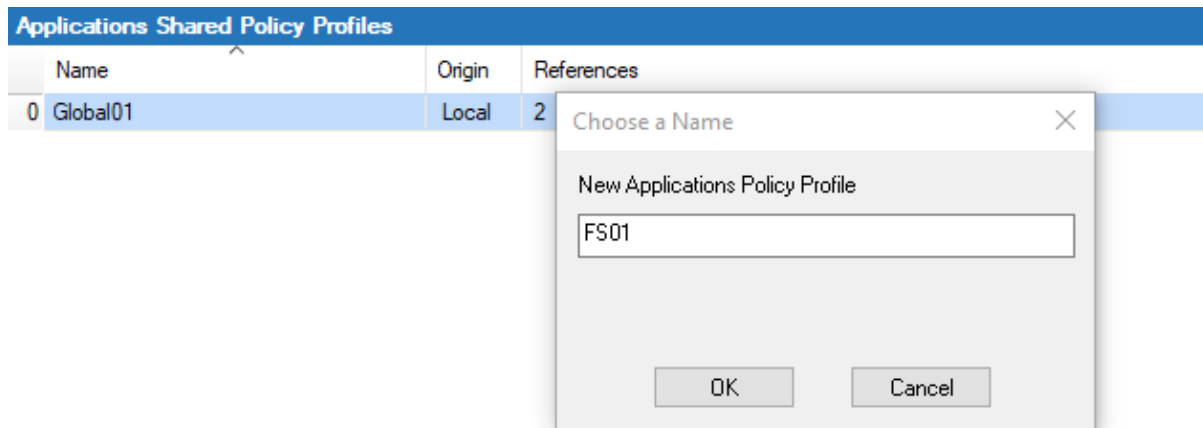 Applications Shared Policy Profiles
Name Origin References
0 Global01 Local 2
Choose a Name
New Applications Policy Profile
FS01
OK Cancel